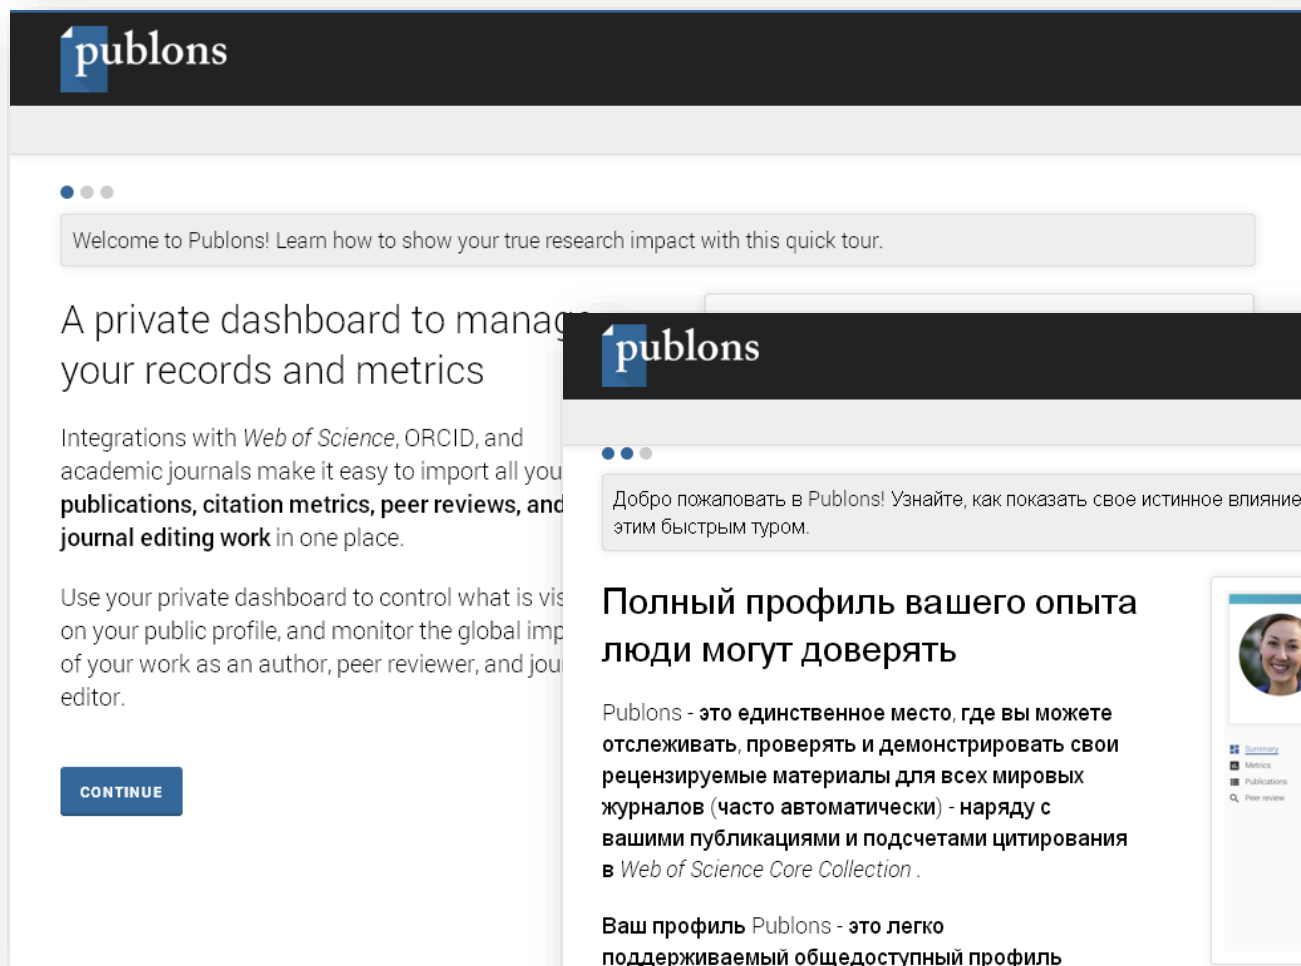 publons
Welcome to Publons! Learn how to show your true research impact with this quick tour.
A private dashboard to manage
your records and metrics
Integrations with Web of Science, ORCID, and
academic journals make it easy to import all you
publications, citation metrics, peer reviews, and
journal editing work in one place.
Use your private dashboard to control what is vis
on your public profile, and monitor the global imp
of your work as an author, peer reviewer, and jou
editor.
CONTINUE
publons
Добро пожаловать в Publons! Узнайте, как показать свое истинное влияние
этим быстрым туром.
Полный профиль вашего опыта
люди могут доверять
Publons - это единственное место, где вы можете
отслеживать, проверять и демонстрировать свои
рецензируемые материалы для всех мировых
журналов (часто автоматически) - наряду с
вашими публикациями и подсчетами цитирования
в Web of Science Core Collection .
Ваш профиль Publons - это легко
поддерживаемый общедоступный профиль
Summary
Metrics
Publications
Peer review